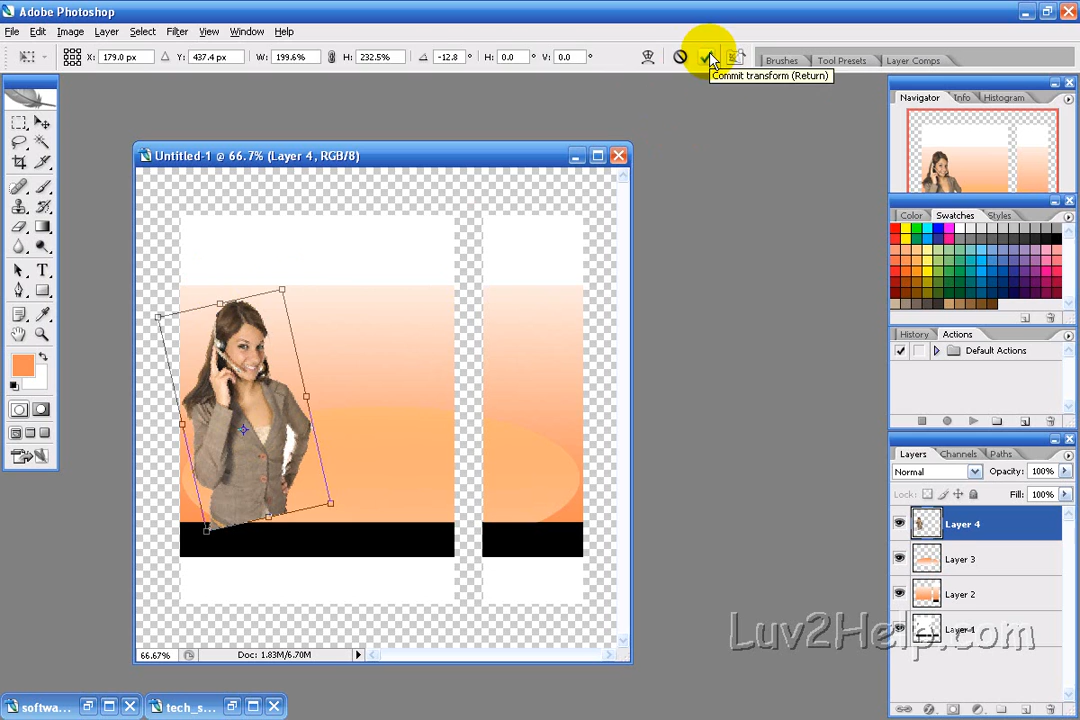 Adobe Photoshop
File Edit Image Layer Select Filter View Window Help
X: 179.0 px Y: 437.4 px W: 199.6% H: 232.5% -12.8 ° H: 0.0 ° V: 0.0 °
Brushes Tool Presets Layer Comps
Commit transform (Return)
Untitled-1 @ 66.7% (Layer 4, RGB/8)
Navigator Info Histogram
Color Swatches Styles
History Actions
Default Actions
Layers Channels Paths
Normal Opacity: 100%
Lock: Fill: 100%
Layer 4
Layer 3
Layer 2
Layer 1
Luv2Help.com
66.67% Doc: 1.83M/6.70M
softwa... tech_s...